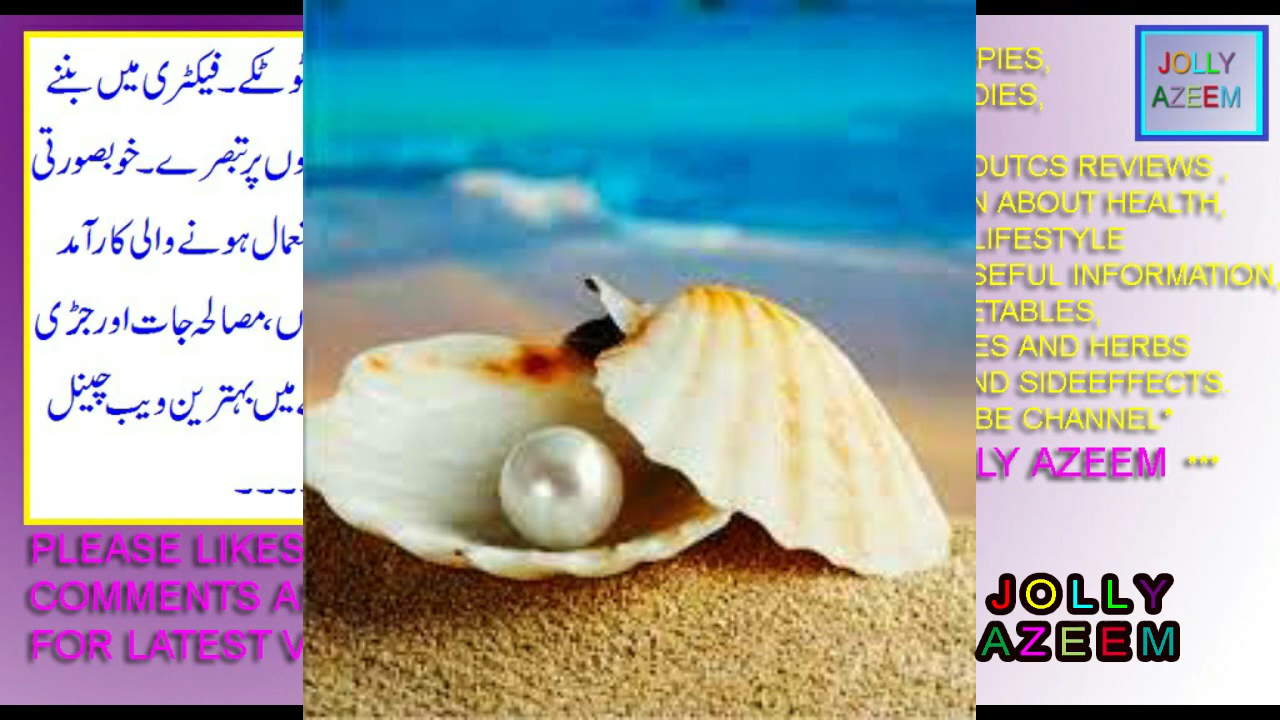 ٹوٹکے۔فیکٹری میں بننے
وں پر تبصرے۔خوبصورتی
عمال ہونے والی کارآمد
ں،مصالحہ جات اور جڑی
میں بہترین ویب چینل
۔۔۔۔
PLEASE LIKES
COMMENTS A
FOR LATEST V
PIES,
DIES,
DUTCS REVIEWS,
N ABOUT HEALTH,
LIFESTYLE
SEFUL INFORMATION,
ETABLES,
ES AND HERBS
ND SIDEEFFECTS.
BE CHANNEL*
LY AZEEM ***
JOLLY
AZEEM
JOLLY
AZEEM